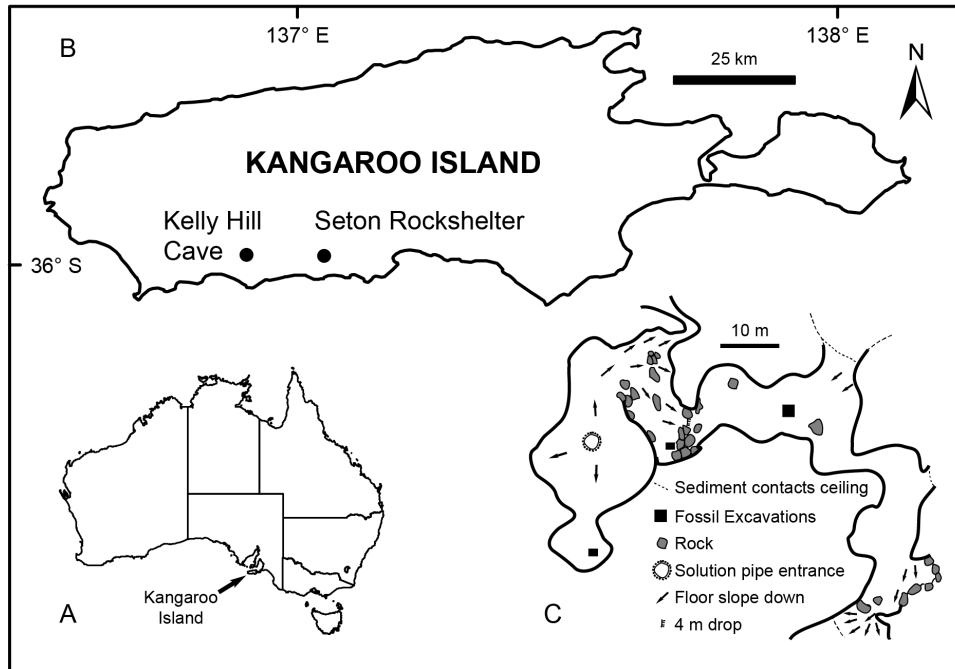 137° E
138° E
B
25 km
N
KANGAROO ISLAND
Kelly Hill
Cave
Seton Rockshelter
36° S
10 m
Sediment contacts ceiling
Fossil Excavations
Rock
Solution pipe entrance
Floor slope down
4 m drop
Kangaroo
Island
A
C